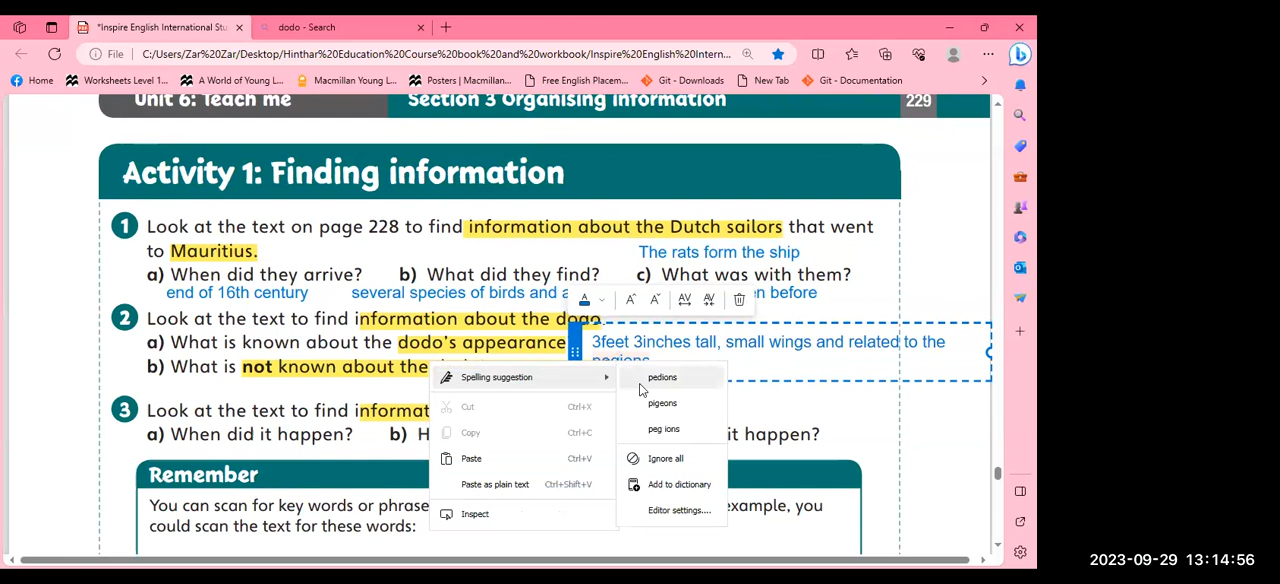 *Inspire English International Stu
dodo - Search
File
C:/Users/Zar%20Zar/Desktop/Hinthar%20Education%20Course%20book%20and%20workbook/Inspire%20English%20Intern...
Home
Worksheets Level 1...
A World of Young L...
Macmillan Young L...
Posters | Macmillan...
Free English Placem...
Git - Downloads
New Tab
Git - Documentation
Unit 6: Teach me
Section 3 Organising information
229
Activity 1: Finding information
1 Look at the text on page 228 to find information about the Dutch sailors that went
to Mauritius.
The rats form the ship
a) When did they arrive? b) What did they find? c) What was with them?
end of 16th century several species of birds and a
en before
2 Look at the text to find information about the dodo.
a) What is known about the dodo's appearance
3feet 3inches tall, small wings and related to the
pegions
b) What is not known about the
3 Look at the text to find informat
a) When did it happen? b) H
it happen?
Spelling suggestion
Cut Ctrl+X
Copy Ctrl+C
Paste Ctrl+V
Paste as plain text Ctrl+Shift+V
Inspect
pedions
pigeons
peg ions
Ignore all
Add to dictionary
Editor settings....
Remember
You can scan for key words or phrase
example, you
could scan the text for these words:
2023-09-29 13:14:56